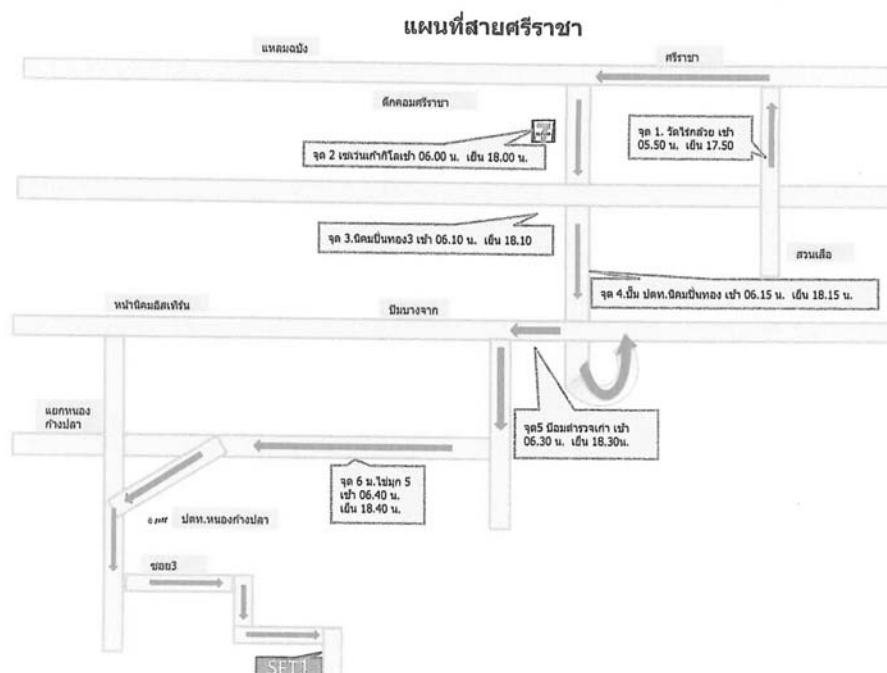 แผนที่สายศรีราชา
แหลมฉบัง
ศรีราชา
ตึกคอมศรีราชา
7
จุด 1. วัดไร่กล้วย เช้า
05.50 น. เย็น 17.50
จุด 2 เซเว่นเก้ากิโลเช้า 06.00 น. เย็น 18.00 น.
จุด 3.นิคมปิ่นทอง3 เช้า 06.10 น. เย็น 18.10
สวนเสือ
จุด 4.ปั๊ม ปตท.นิคมปิ่นทอง เช้า 06.15 น. เย็น 18.15 น.
หน้านิคมอิสเทิร์น
ปัมบางจาก
แยกหนอง
ก้างปลา
จุด5 ป้อมตำรวจเก่า เช้า
06.30 น. เย็น 18.30น.
จุด 6 ม.ไข่มุก 5
เช้า 06.40 น.
เย็น 18.40 น.
ptt ปตท.หนองก้างปลา
ซอย3
SET1